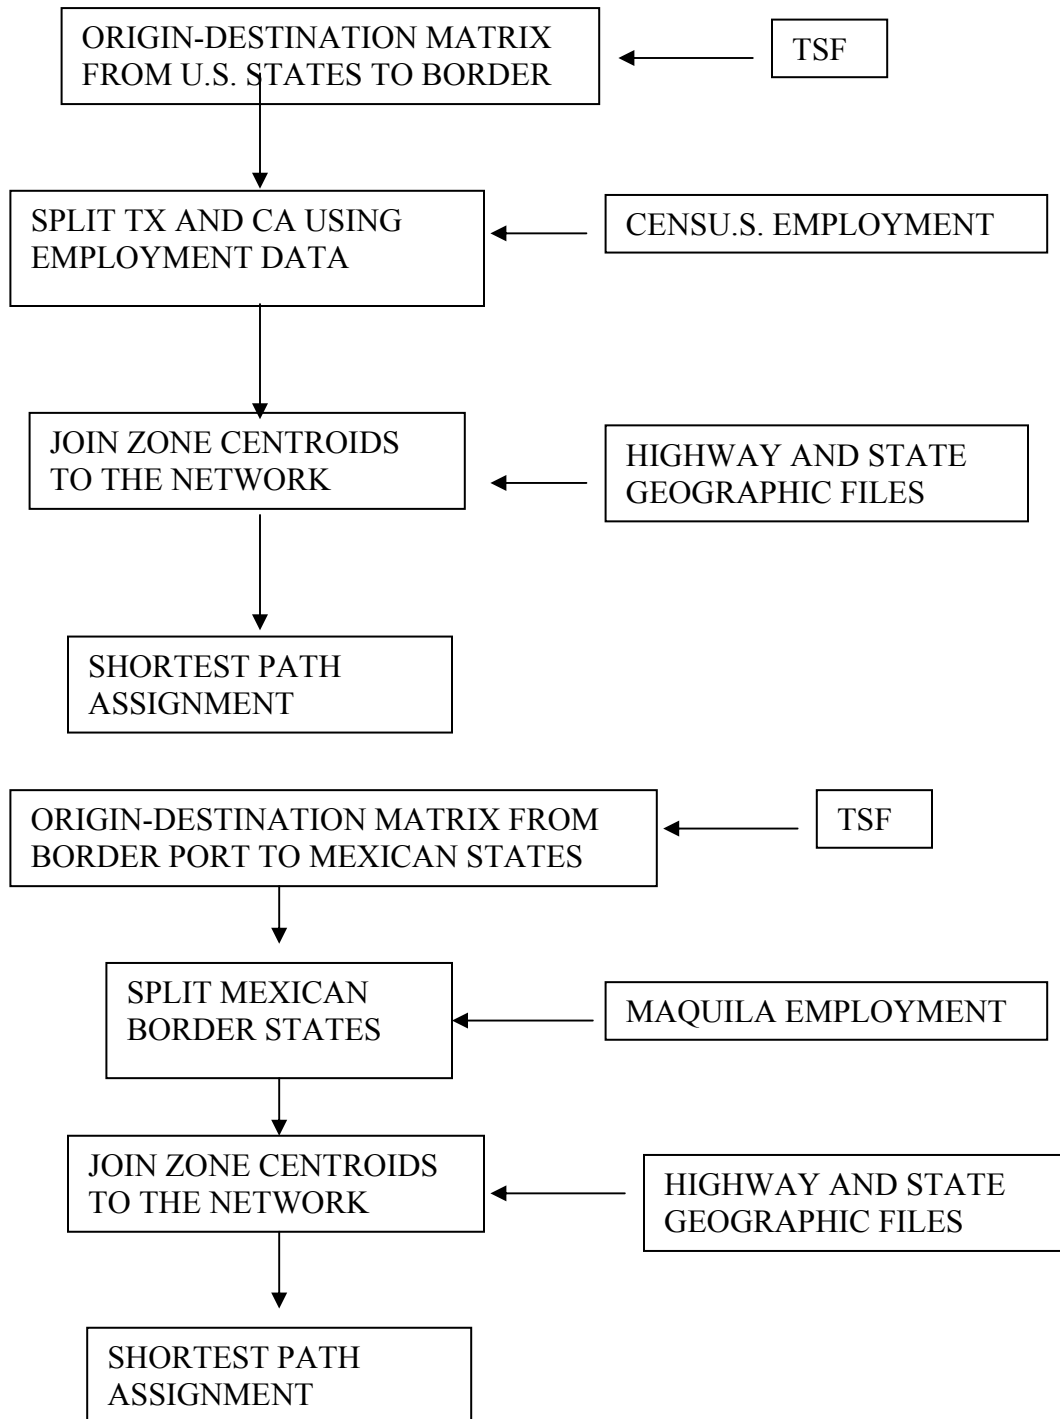 ORIGIN-DESTINATION MATRIX
FROM U.S. STATES TO BORDER
TSF
SPLIT TX AND CA USING
EMPLOYMENT DATA
CENSU.S. EMPLOYMENT
JOIN ZONE CENTROIDS
TO THE NETWORK
HIGHWAY AND STATE
GEOGRAPHIC FILES
SHORTEST PATH
ASSIGNMENT
ORIGIN-DESTINATION MATRIX FROM
BORDER PORT TO MEXICAN STATES
TSF
SPLIT MEXICAN
BORDER STATES
MAQUILA EMPLOYMENT
JOIN ZONE CENTROIDS
TO THE NETWORK
HIGHWAY AND STATE
GEOGRAPHIC FILES
SHORTEST PATH
ASSIGNMENT